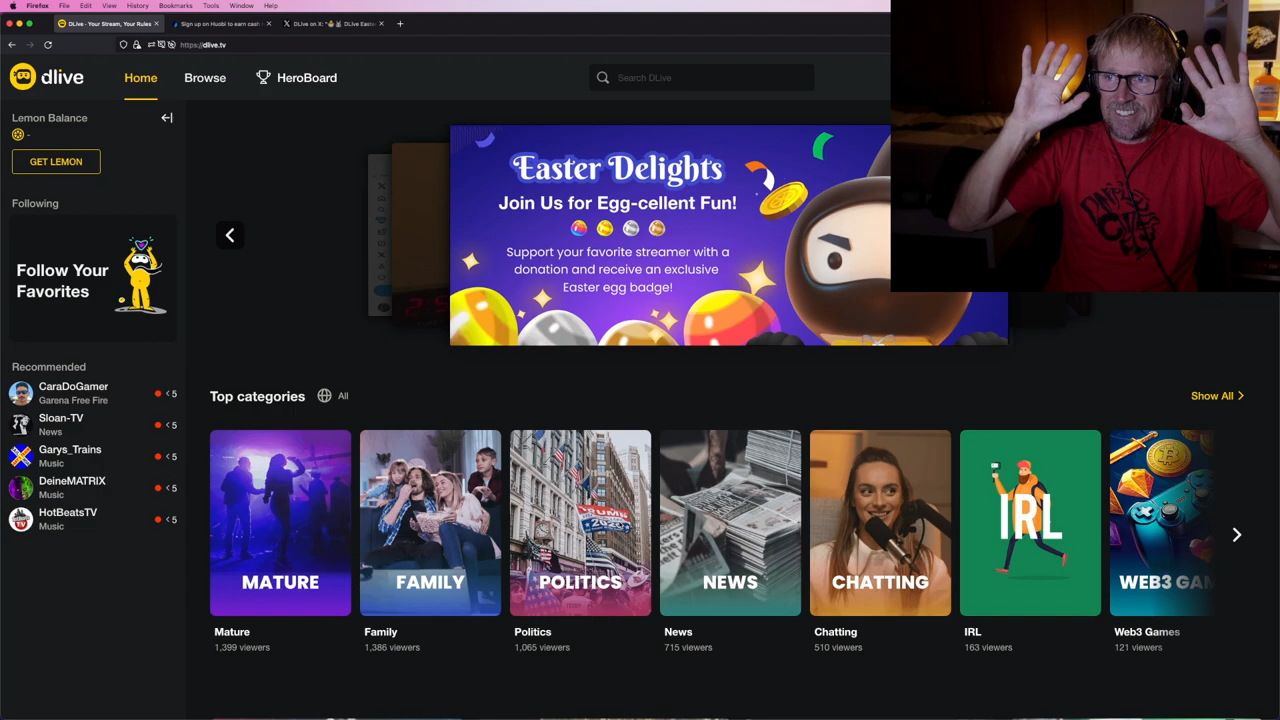 Firefox File Edit View History Bookmarks Tools Window Help
DLive - Your Stream, Your Rules
Sign up on Huobi to earn cash
DLive on X: "🐣🐰 DLive Easte
https://dlive.tv
dlive
Home
Browse
HeroBoard
Search DLive
Lemon Balance
-
GET LEMON
Following
Follow Your
Favorites
Recommended
CaraDoGamer
Garena Free Fire
< 5
Sloan-TV
News
< 5
Garys_Trains
Music
< 5
DeineMATRIX
Music
< 5
HotBeatsTV
Music
< 5
Easter Delights
Join Us for Egg-cellent Fun!
Support your favorite streamer with a
donation and receive an exclusive
Easter egg badge!
Top categories
All
Show All
MATURE
FAMILY
TRUMP
POLITICS
NEWS
CHATTING
IRL
WEB3 GAM
Mature
1,399 viewers
Family
1,386 viewers
Politics
1,065 viewers
News
715 viewers
Chatting
510 viewers
IRL
163 viewers
Web3 Games
121 viewers